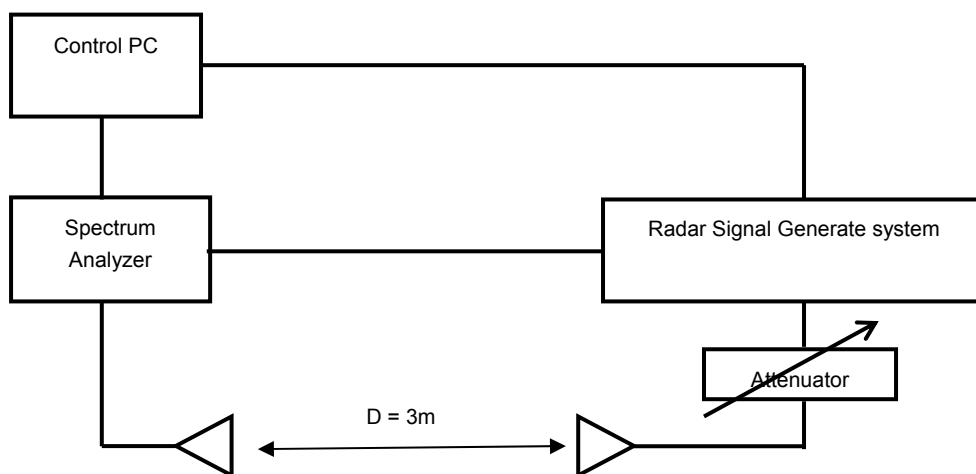 Control PC
Spectrum
Analyzer
Radar Signal Generate system
Attenuator
D = 3m